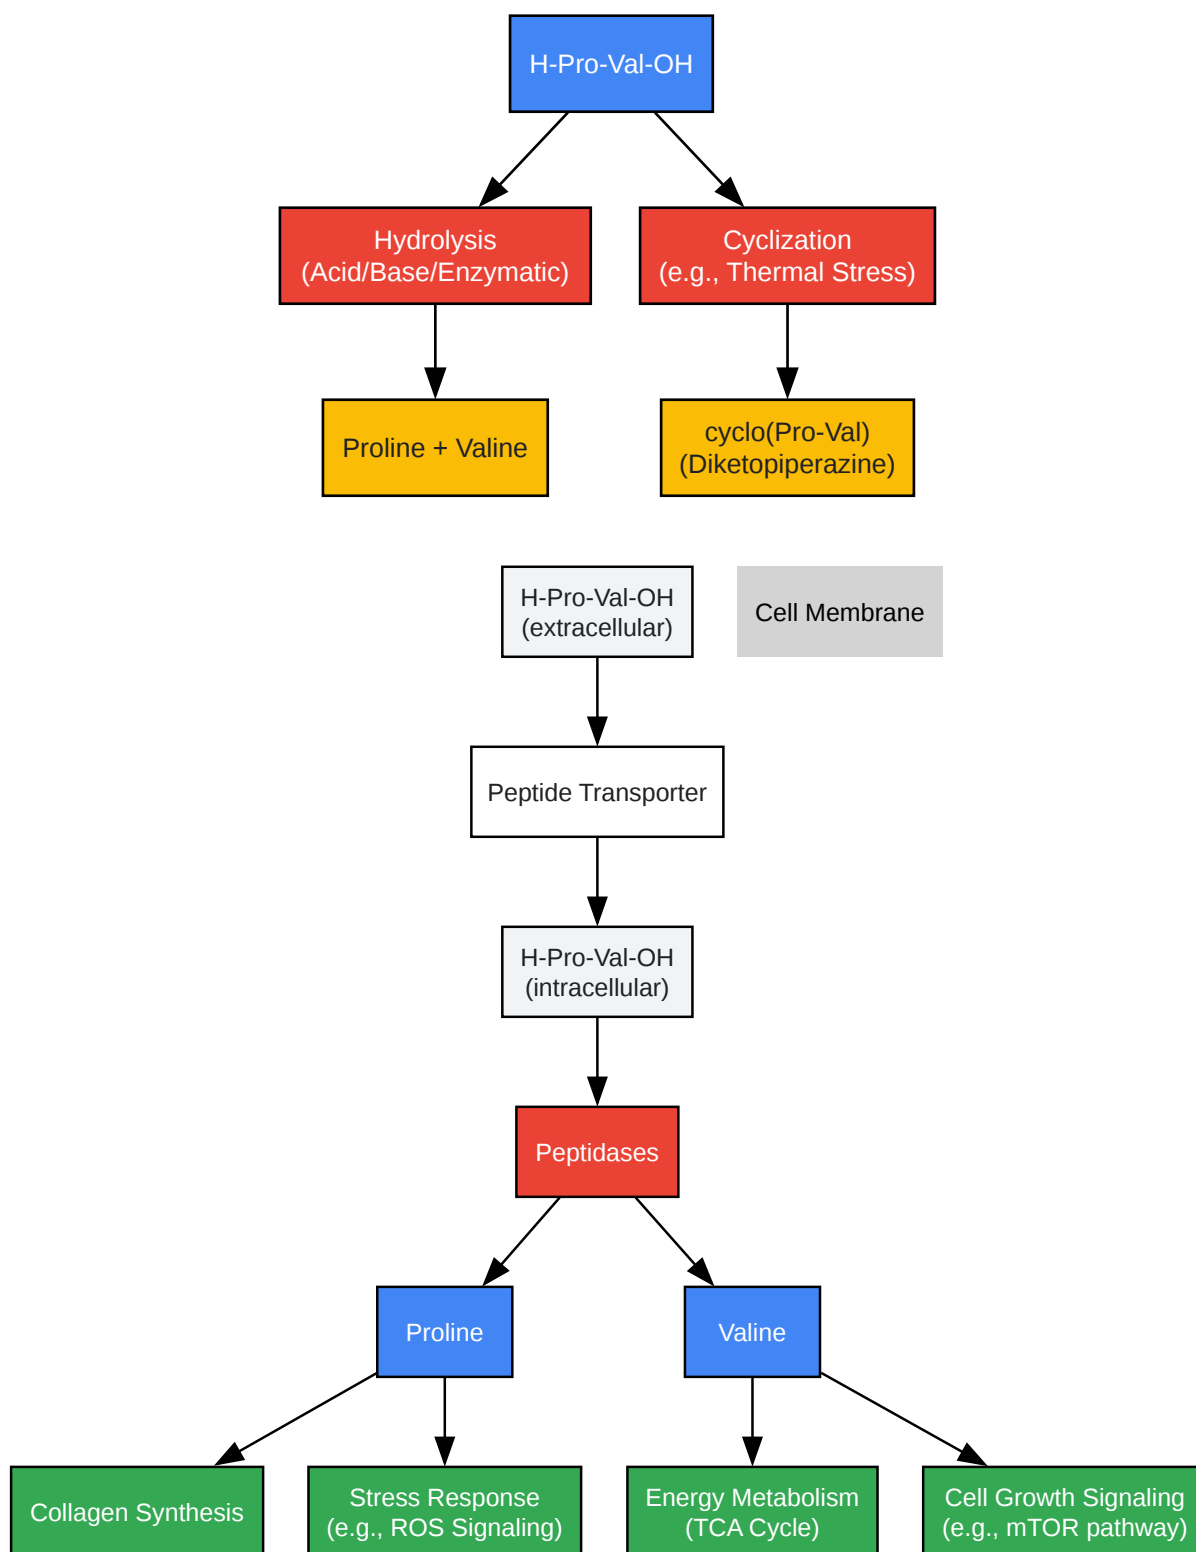 H-Pro-Val-OH
Hydrolysis
(Acid/Base/Enzymatic)
Cyclization
(e.g., Thermal Stress)
Proline + Valine
cyclo(Pro-Val)
(Diketopiperazine)
H-Pro-Val-OH
(extracellular)
Cell Membrane
Peptide Transporter
H-Pro-Val-OH
(intracellular)
Peptidases
Proline
Valine
Collagen Synthesis
Stress Response
(e.g., ROS Signaling)
Energy Metabolism
(TCA Cycle)
Cell Growth Signaling
(e.g., mTOR pathway)